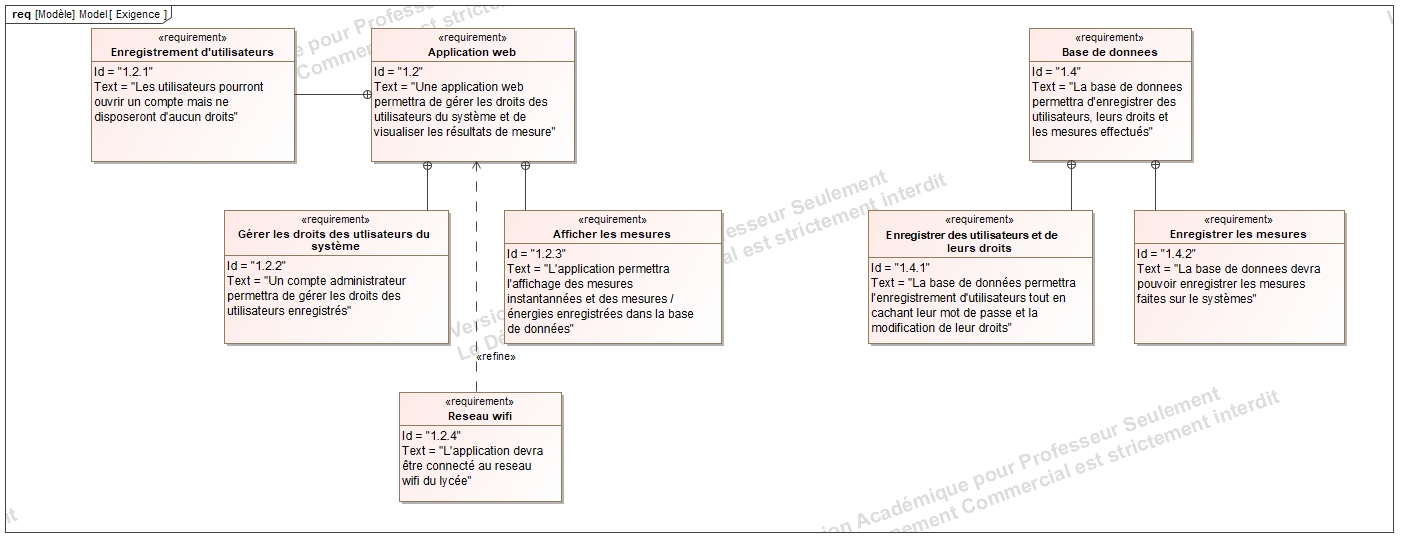 req [Modèle] Model[ Exigence ]
«requirement»
Enregistrement d'utilisateurs
Id = "1.2.1"
Text = "Les utilisateurs pourront
ouvrir un compte mais ne
disposeront d'aucun droits"
«requirement»
Application web
Id = "1.2"
Text = "Une application web
permettra de gérer les droits des
utilisateurs du système et de
visualiser les résultats de mesure"
«requirement»
Base de donnees
Id = "1.4"
Text = "La base de donnees
permettra d'enregistrer des
utilisateurs, leurs droits et
les mesures effectués"
«requirement»
Gérer les droits des utlisateurs du
système
Id = "1.2.2"
Text = "Un compte administrateur
permettra de gérer les droits des
utilisateurs enregistrés"
«requirement»
Afficher les mesures
Id = "1.2.3"
Text = "L'application permettra
l'affichage des mesures
instantannées et des mesures /
énergies enregistrées dans la base
de données"
«requirement»
Enregistrer des utilisateurs et de
leurs droits
Id = "1.4.1"
Text = "La base de données permettra
l'enregistrement d'utilisateurs tout en
cachant leur mot de passe et la
modification de leur droits"
«requirement»
Enregistrer les mesures
Id = "1.4.2"
Text = "La base de donnees devra
pouvoir enregistrer les mesures
faites sur le systèmes"
«refine»
«requirement»
Reseau wifi
Id = "1.2.4"
Text = "L'application devra
être connecté au reseau
wifi du lycée"
pour Professeur Seulement
est strictement interdit
Académique pour Professeur Seulement
Commercial est strictement interdit